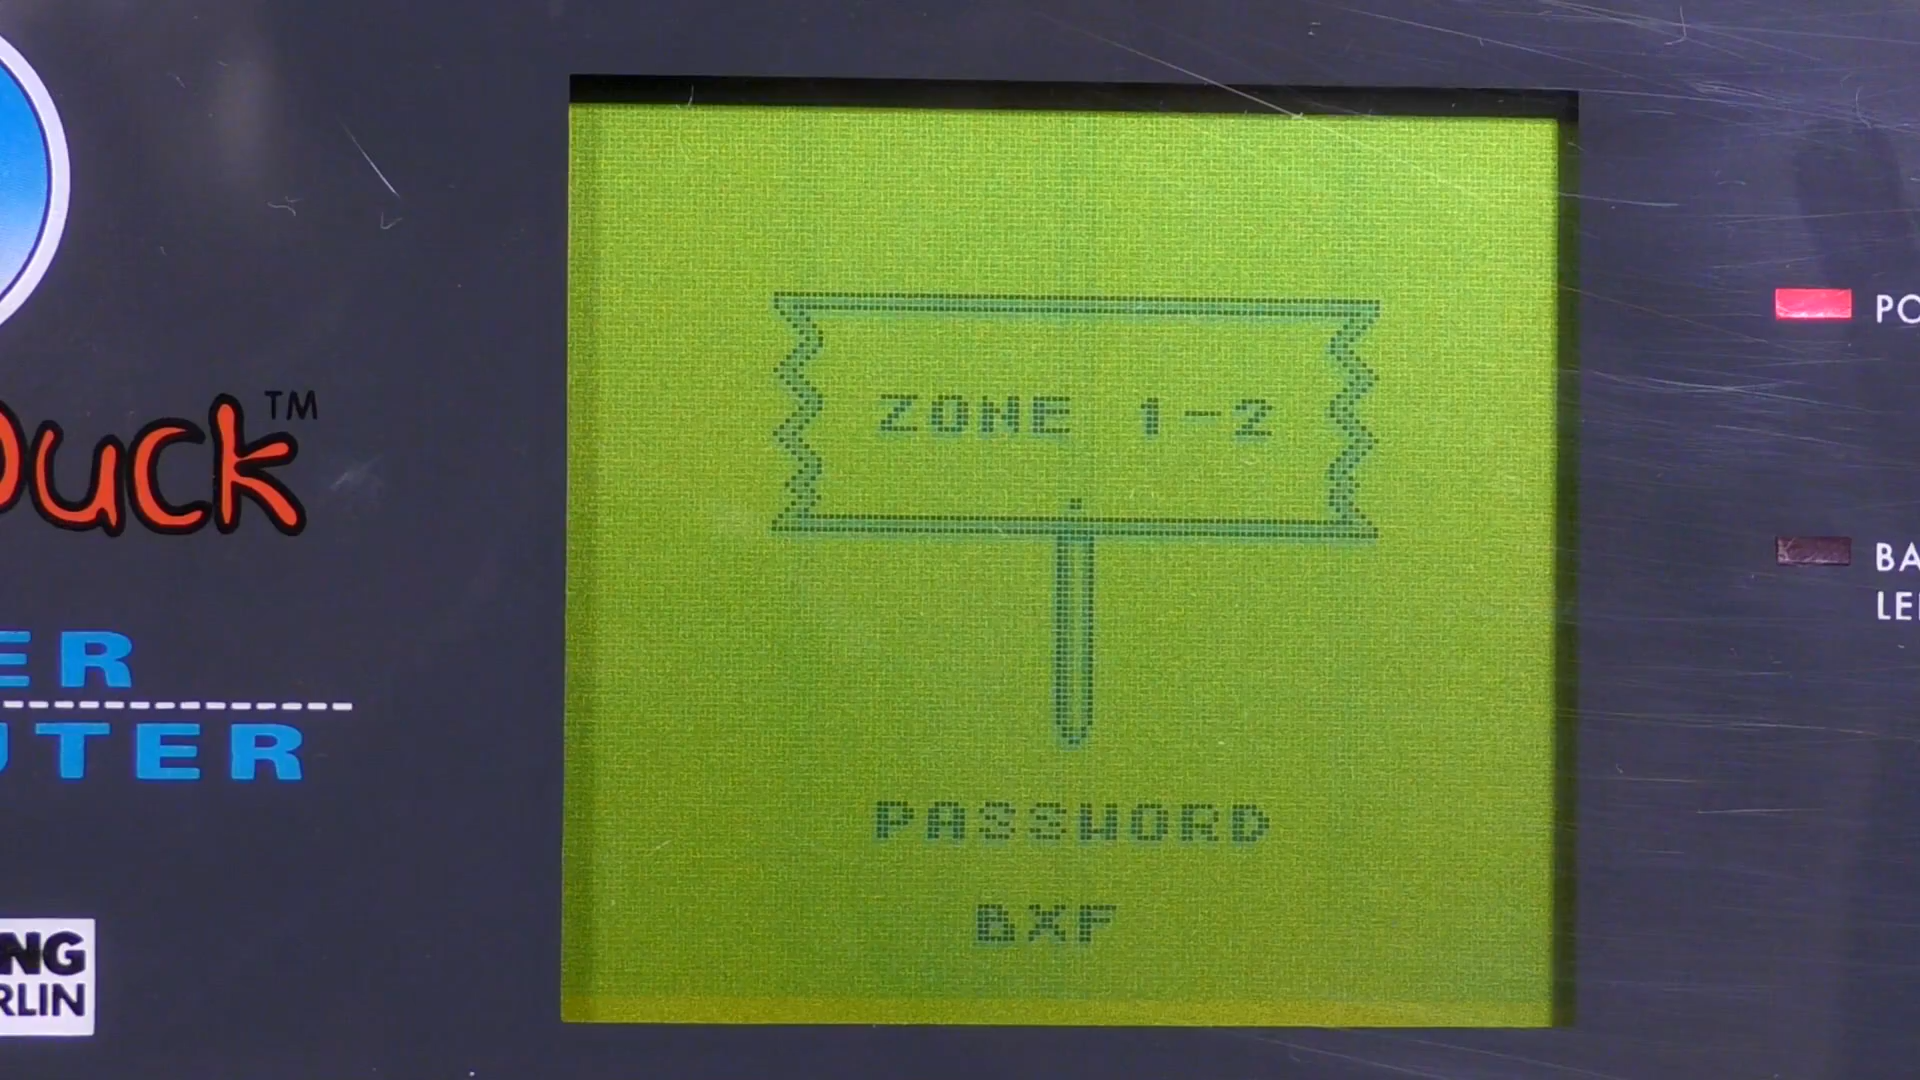 Duck™
ER
UTER
NG
RLIN
ZONE 1-2
PASSWORD
BXF
PO
BA
LE